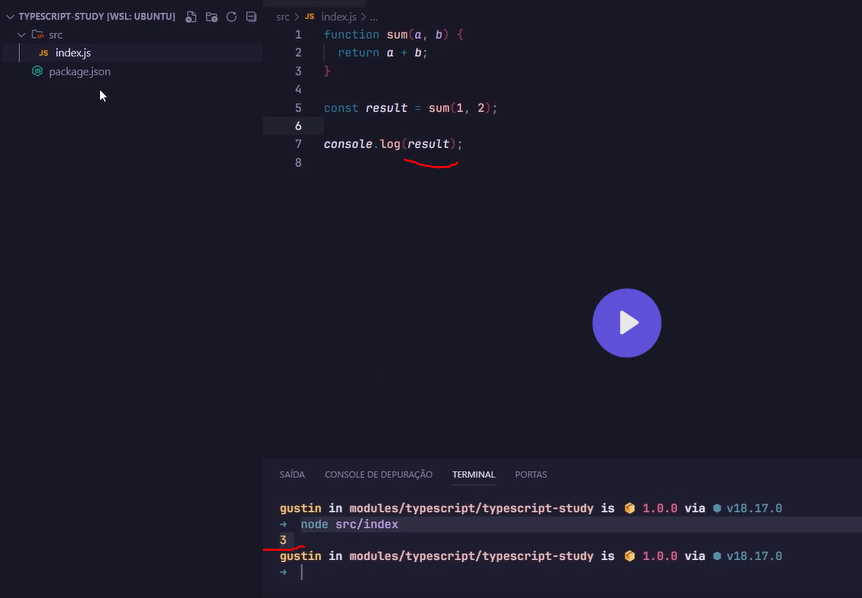 TYPESCRIPT-STUDY [WSL: UBUNTU]
src
JS index.js
package.json
src > JS index.js > ...
1 function sum(a, b) {
2 return a + b;
3 }
4
5 const result = sum(1, 2);
6
7 console.log(result);
8
SAÍDA CONSOLE DE DEPURAÇÃO TERMINAL PORTAS
gustin in modules/typescript/typescript-study is 📦 1.0.0 via ⬢ v18.17.0
→ node src/index
3
gustin in modules/typescript/typescript-study is 📦 1.0.0 via ⬢ v18.17.0
→